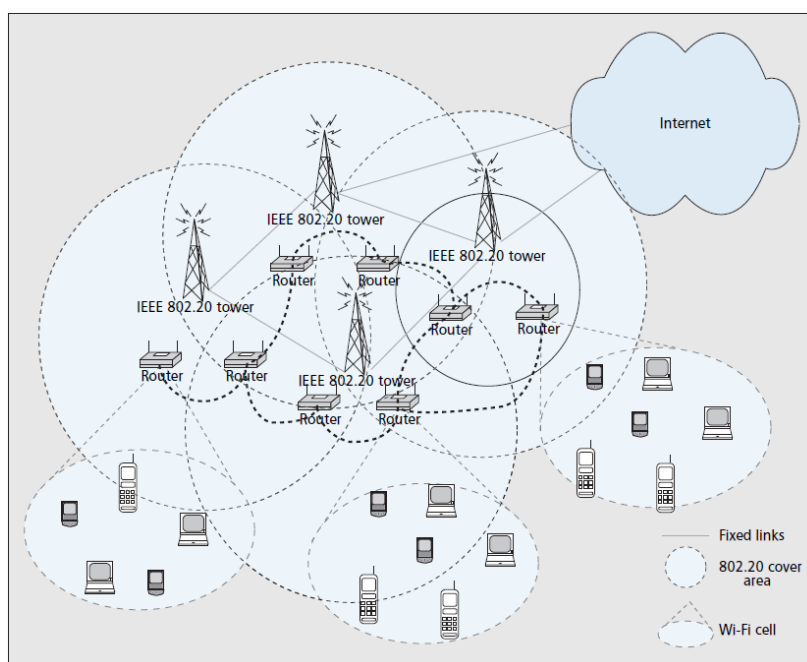 Internet
IEEE 802.20 tower
IEEE 802.20 tower
IEEE 802.20 tower
Router
Router
Router
Router
Router
Router
IEEE 802.20 tower
Router
Router
Fixed links
802.20 cover
area
Wi-Fi cell